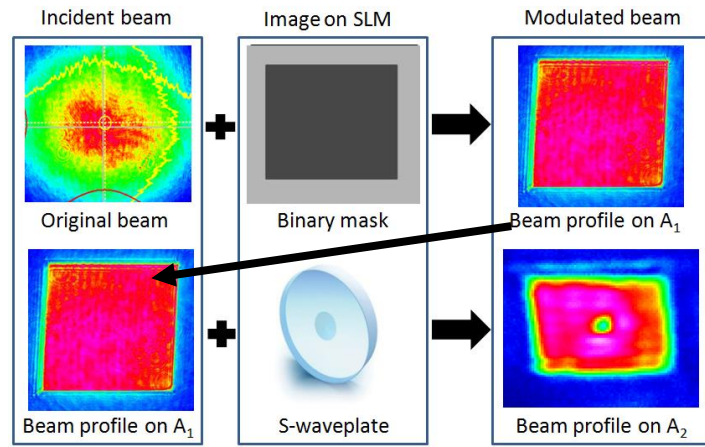 Incident beam
Image on SLM
Modulated beam
Original beam
Binary mask
Beam profile on A₁
Beam profile on A₁
S-waveplate
Beam profile on A₂